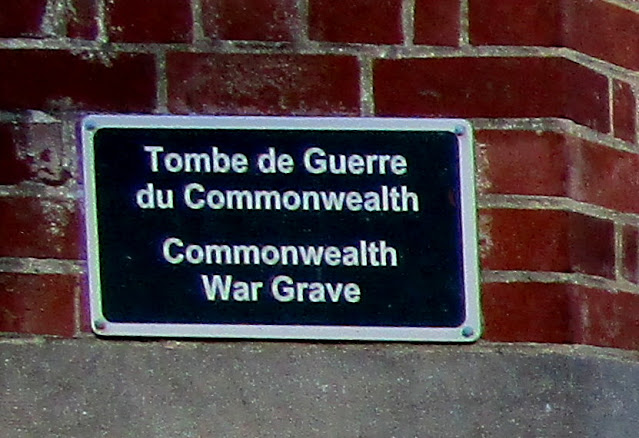 Tombe de Guerre
du Commonwealth
Commonwealth
War Grave